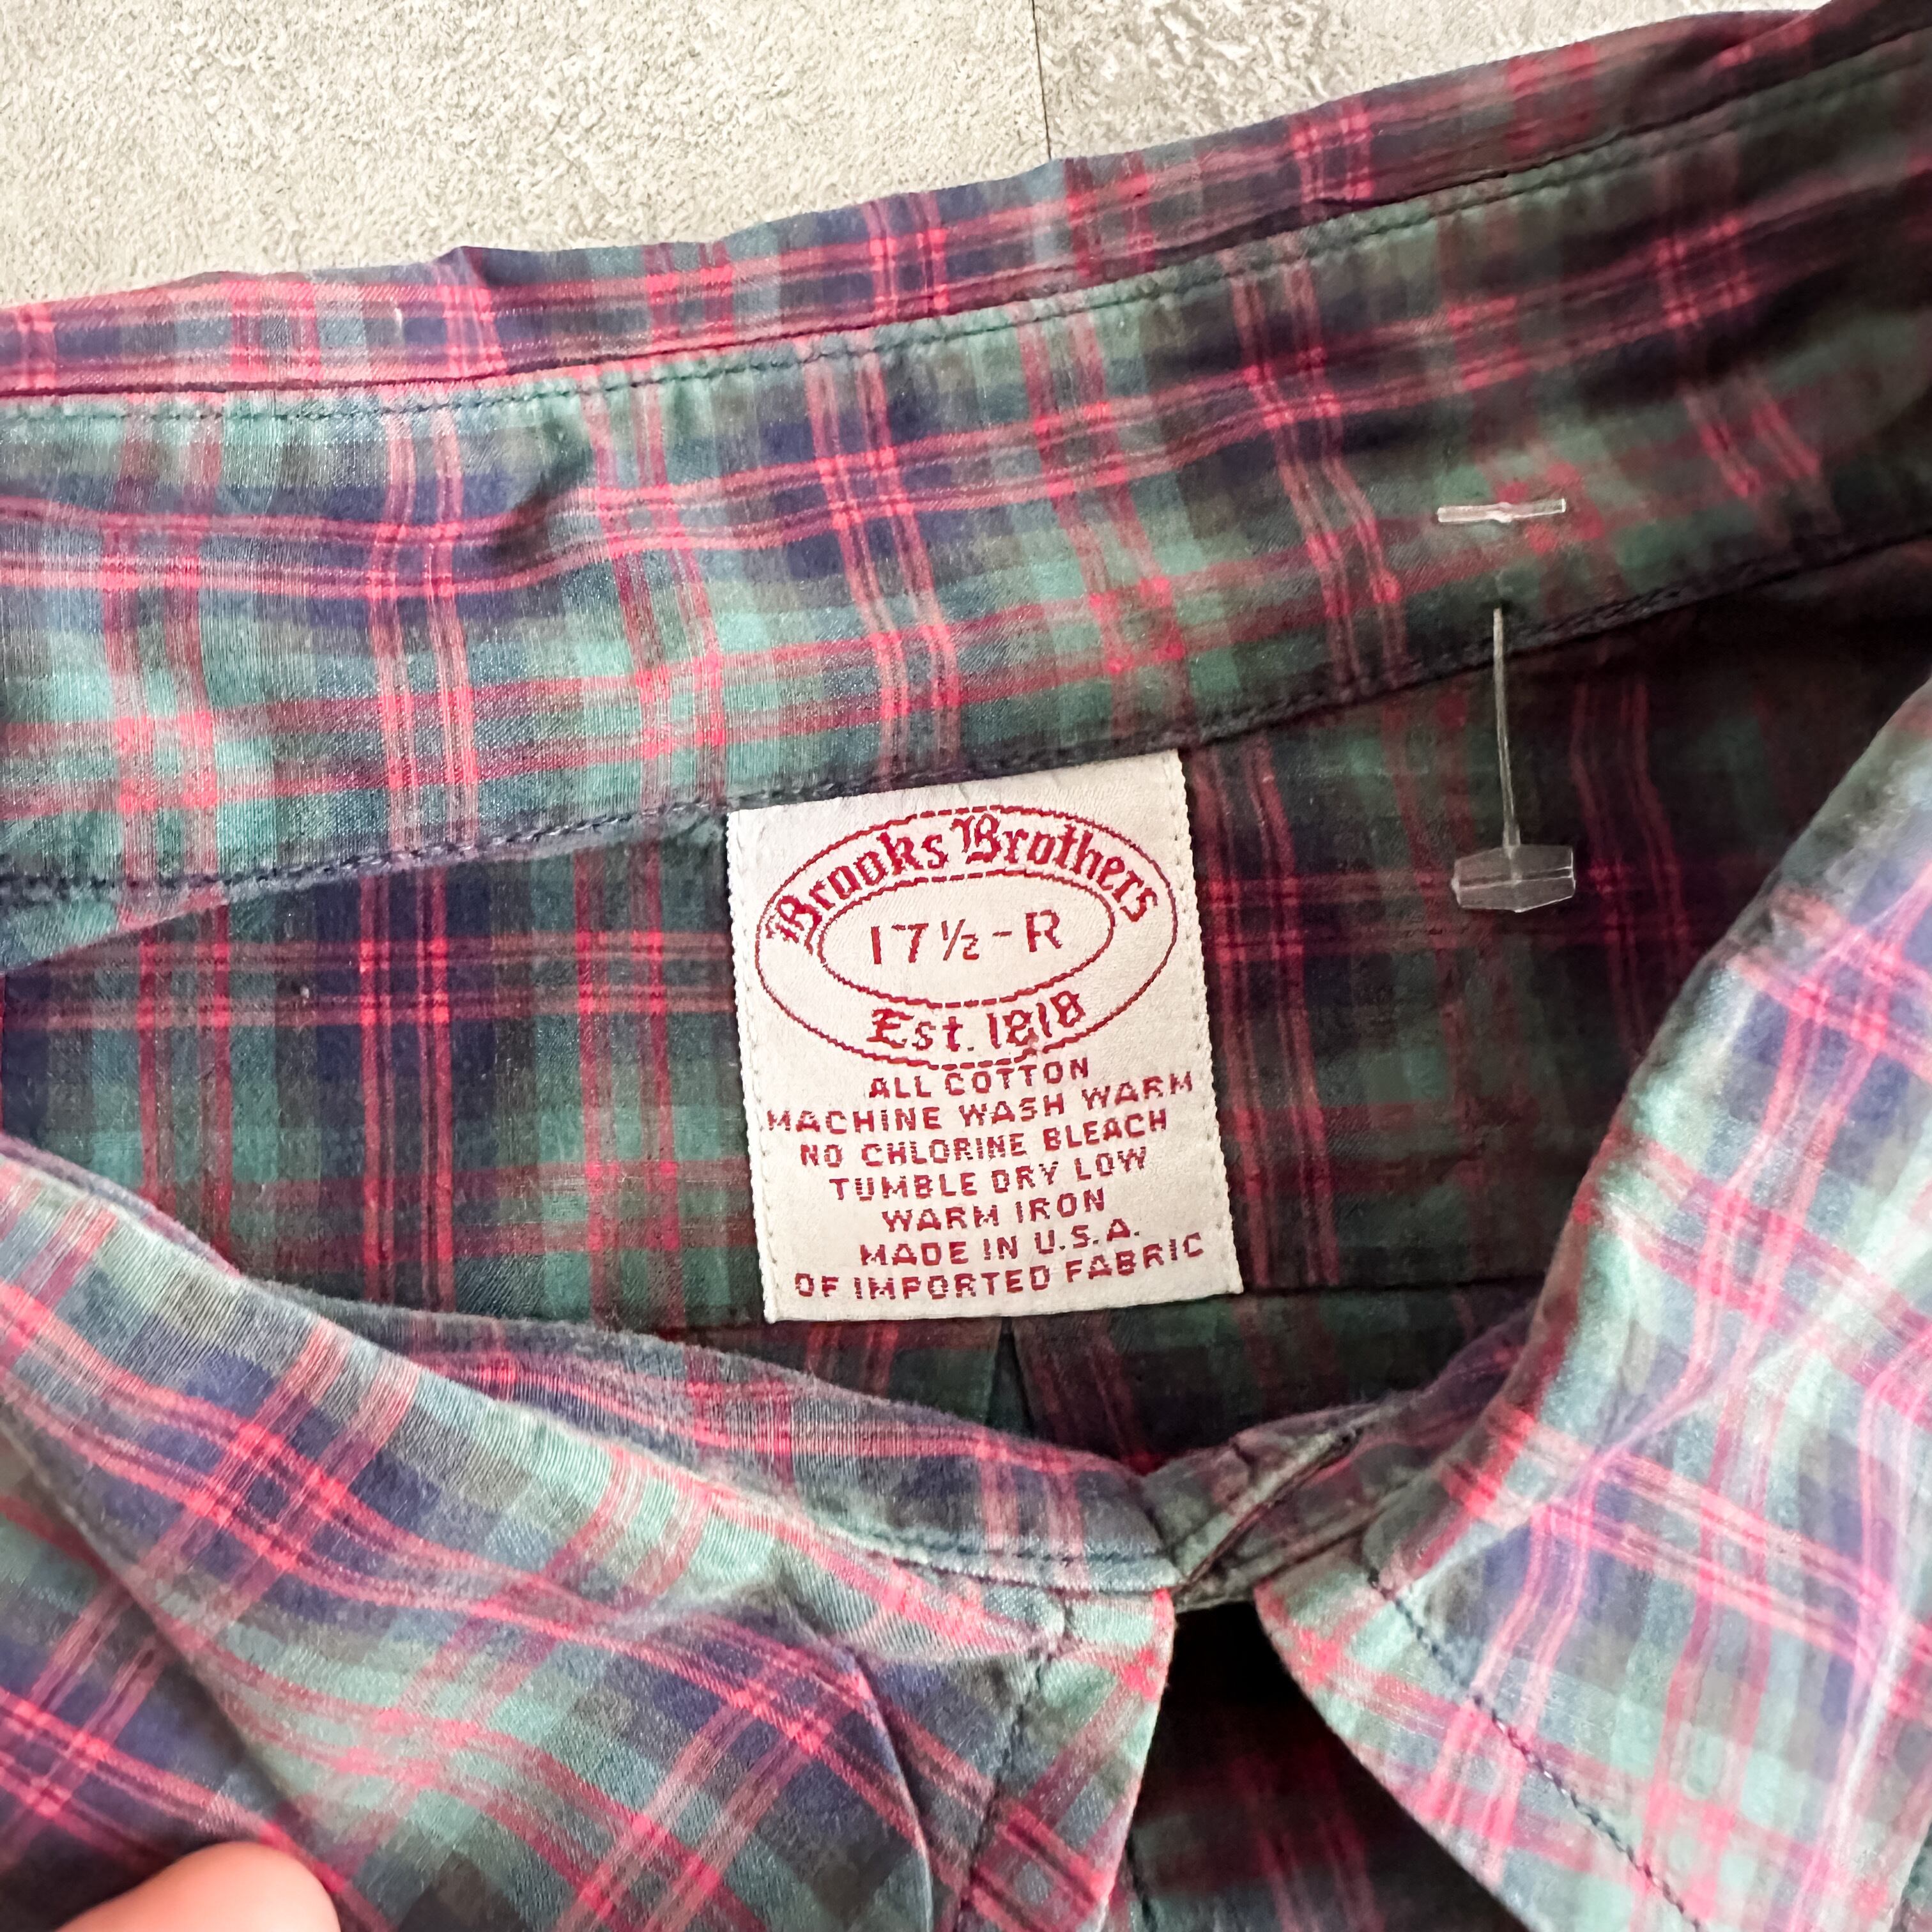 Brooks Brothers
17½-R
Est. 1818
ALL COTTON
MACHINE WASH WARM
NO CHLORINE BLEACH
TUMBLE DRY LOW
WARM IRON
MADE IN U.S.A.
OF IMPORTED FABRIC